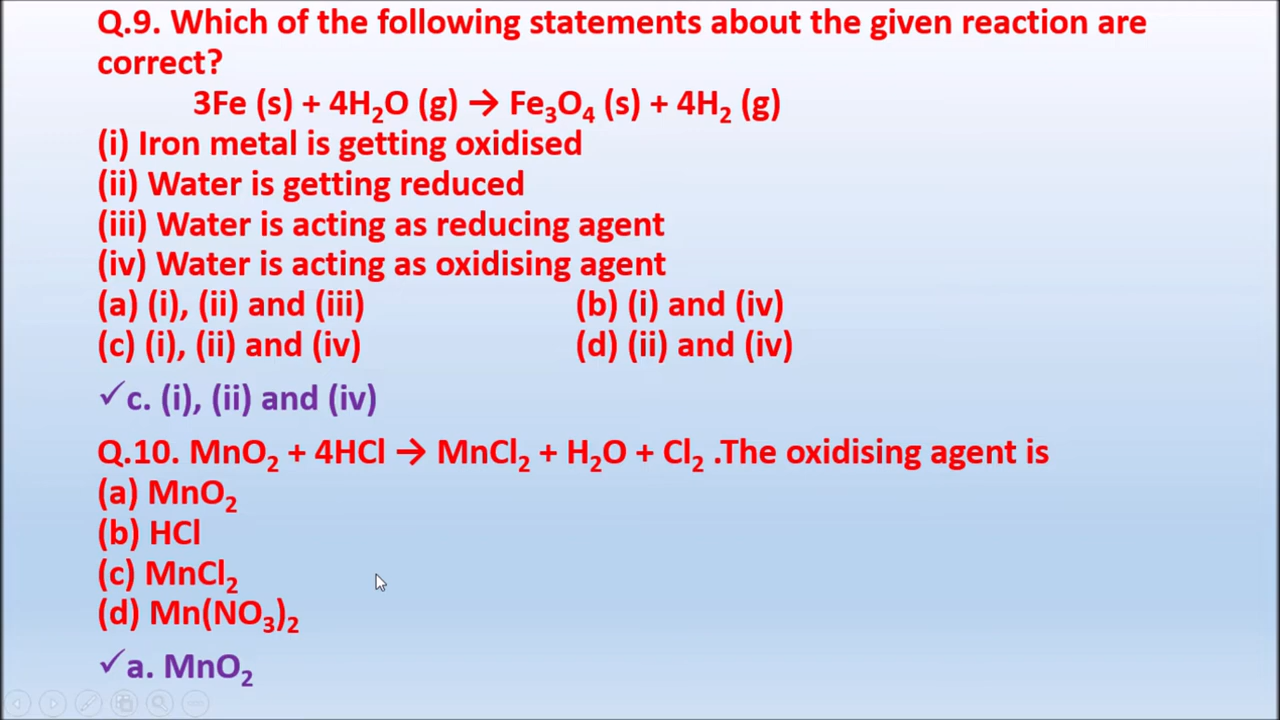 Q.9. Which of the following statements about the given reaction are
correct?
3Fe (s) + 4H₂O (g) → Fe₃O₄ (s) + 4H₂ (g)
(i) Iron metal is getting oxidised
(ii) Water is getting reduced
(iii) Water is acting as reducing agent
(iv) Water is acting as oxidising agent
(a) (i), (ii) and (iii) (b) (i) and (iv)
(c) (i), (ii) and (iv) (d) (ii) and (iv)
✓c. (i), (ii) and (iv)
Q.10. MnO₂ + 4HCl → MnCl₂ + H₂O + Cl₂ .The oxidising agent is
(a) MnO₂
(b) HCl
(c) MnCl₂
(d) Mn(NO₃)₂
✓a. MnO₂